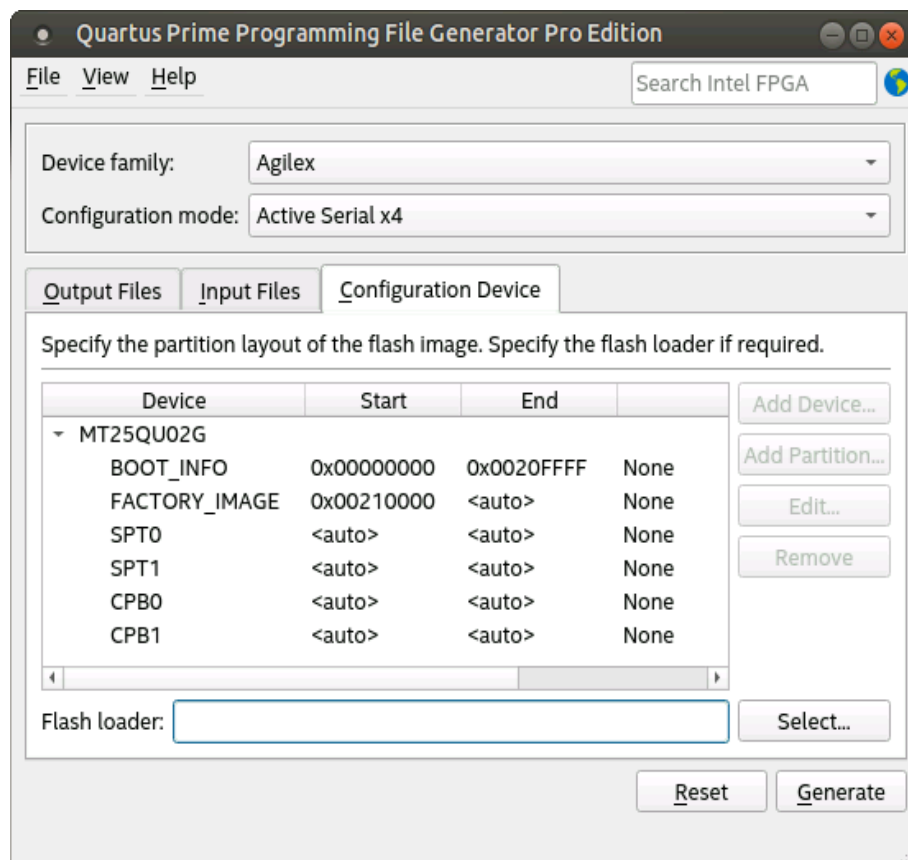 Quartus Prime Programming File Generator Pro Edition
File View Help Search Intel FPGA
Device family: Agilex
Configuration mode: Active Serial x4
Output Files Input Files Configuration Device
Specify the partition layout of the flash image. Specify the flash loader if required.
Device Start End
Add Device...
MT25QU02G
BOOT_INFO 0x00000000 0x0020FFFF None
Add Partition...
FACTORY_IMAGE 0x00210000 <auto> None
Edit...
SPT0 <auto> <auto> None
SPT1 <auto> <auto> None
Remove
CPB0 <auto> <auto> None
CPB1 <auto> <auto> None
Flash loader: Select...
Reset Generate